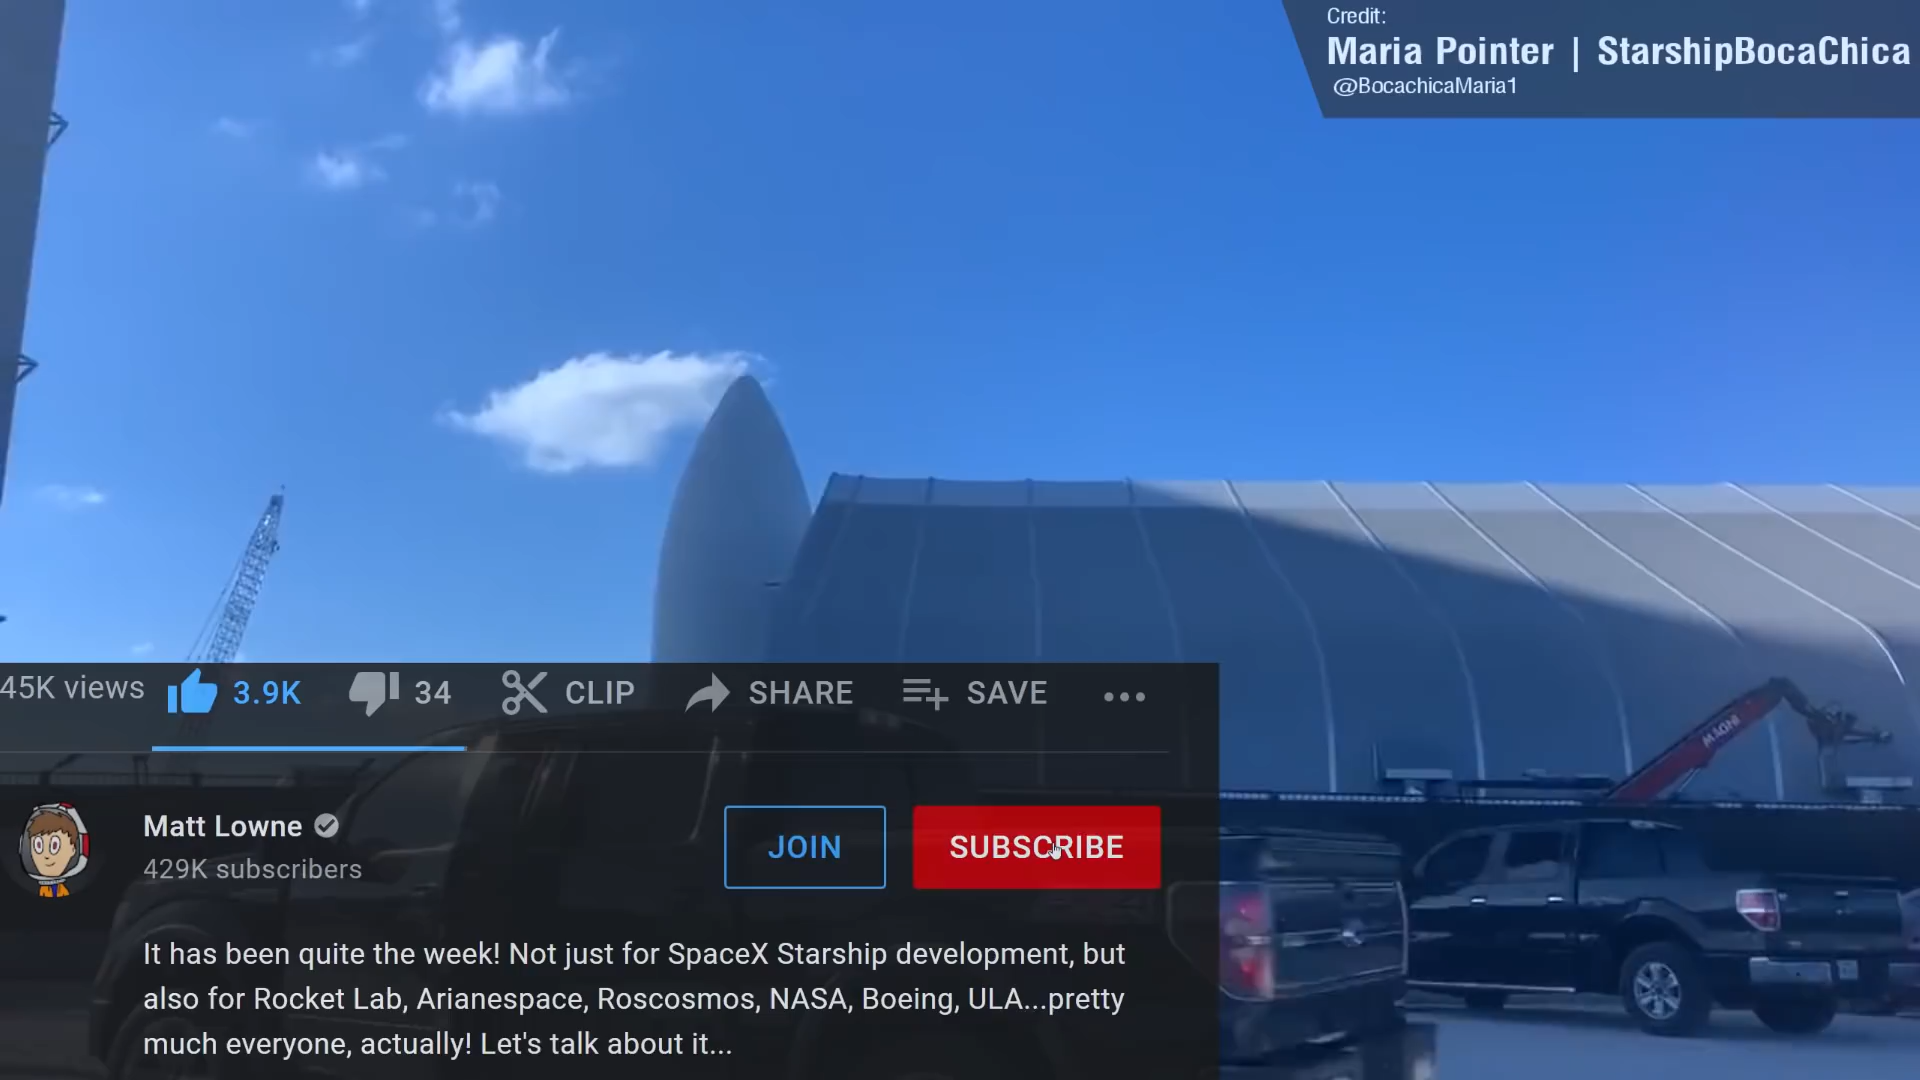 Credit:
Maria Pointer | StarshipBocaChica
@BocachicaMaria1
MAGNI
45K views 3.9K 34 CLIP SHARE SAVE
Matt Lowne
429K subscribers
JOIN SUBSCRIBE
It has been quite the week! Not just for SpaceX Starship development, but
also for Rocket Lab, Arianespace, Roscosmos, NASA, Boeing, ULA...pretty
much everyone, actually! Let's talk about it...